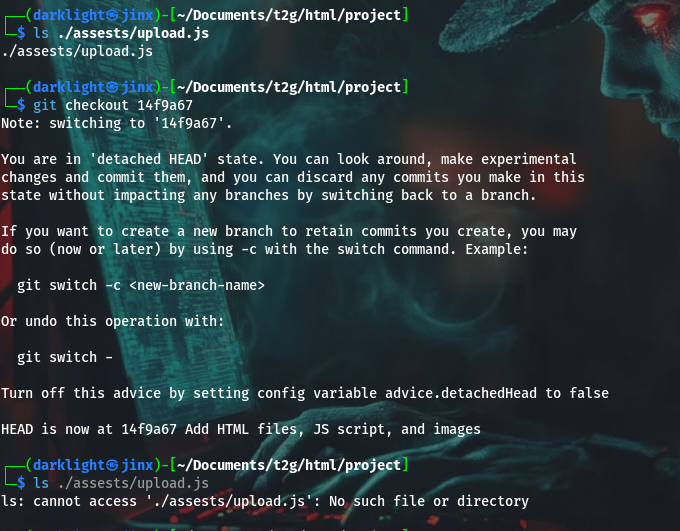 ┌──(darklight㉿jinx)-[~/Documents/t2g/html/project]
└─$ ls ./assests/upload.js
./assests/upload.js
┌──(darklight㉿jinx)-[~/Documents/t2g/html/project]
└─$ git checkout 14f9a67
Note: switching to '14f9a67'.
You are in 'detached HEAD' state. You can look around, make experimental
changes and commit them, and you can discard any commits you make in this
state without impacting any branches by switching back to a branch.
If you want to create a new branch to retain commits you create, you may
do so (now or later) by using -c with the switch command. Example:
git switch -c <new-branch-name>
Or undo this operation with:
git switch -
Turn off this advice by setting config variable advice.detachedHead to false
HEAD is now at 14f9a67 Add HTML files, JS script, and images
┌──(darklight㉿jinx)-[~/Documents/t2g/html/project]
└─$ ls ./assests/upload.js
ls: cannot access './assests/upload.js': No such file or directory